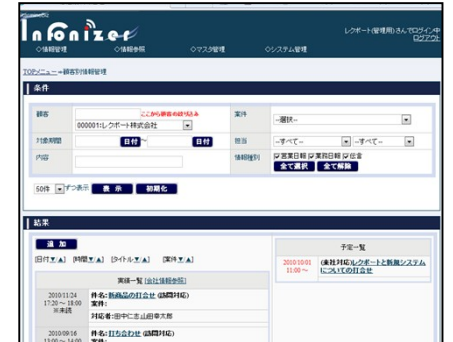 Infonizer
レクポート(管理用)さんでログイン中
ログアウト
◇情報管理 ◇情報参照 ◇マスタ管理 ◇システム管理
TOPメニュー→顧客別情報管理
条件
顧客 ここから顧客の絞り込み 案件 --選択--
000001:レクポート株式会社
対象期間 日付 ～ 日付 担当 --すべて-- --すべて--
内容 情報種別 営業日報 業務日報 伝言
全て選択 全て解除
50件 ずつ表示 表 示 初期化
結果
追 加 予定一覧
[日付▼/▲] [時間▼/▲] [タイトル▼/▲] [案件▼/▲]
2010/10/01 (来社対応)レクポートと新規システム
11:00～ についての打合せ
実績一覧 [会社情報参照]
2010/11/24 件名:新商品の打合せ (訪問対応)
17:20～18:00 案件:
※未読
対応者:田中仁志山田幸太郎
2010/09/16 件名:打ち合わせ (訪問対応)
13:00～14:00 案件: